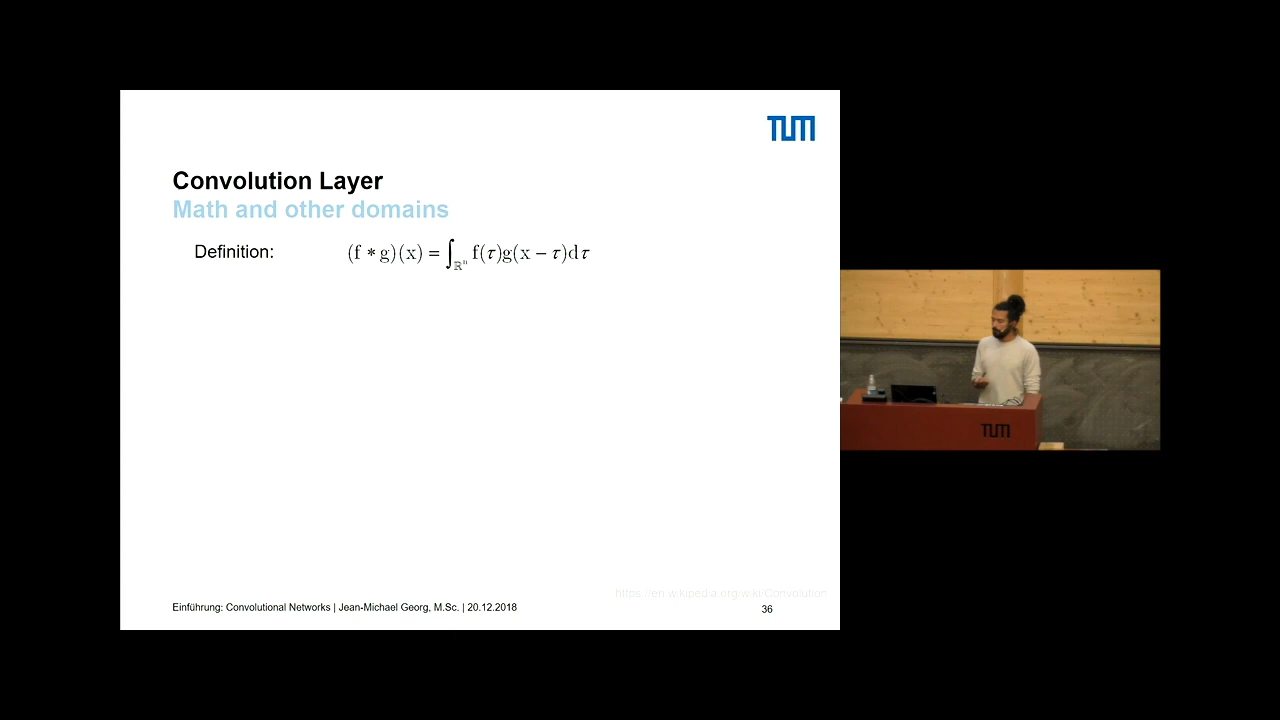 TUM
Convolution Layer
Math and other domains
Definition: (f ∗ g)(x) = ∫_ℝⁿ f(τ)g(x − τ)dτ
https://en.wikipedia.org/wiki/Convolution
Einführung: Convolutional Networks | Jean-Michael Georg, M.Sc. | 20.12.2018
36
TUM